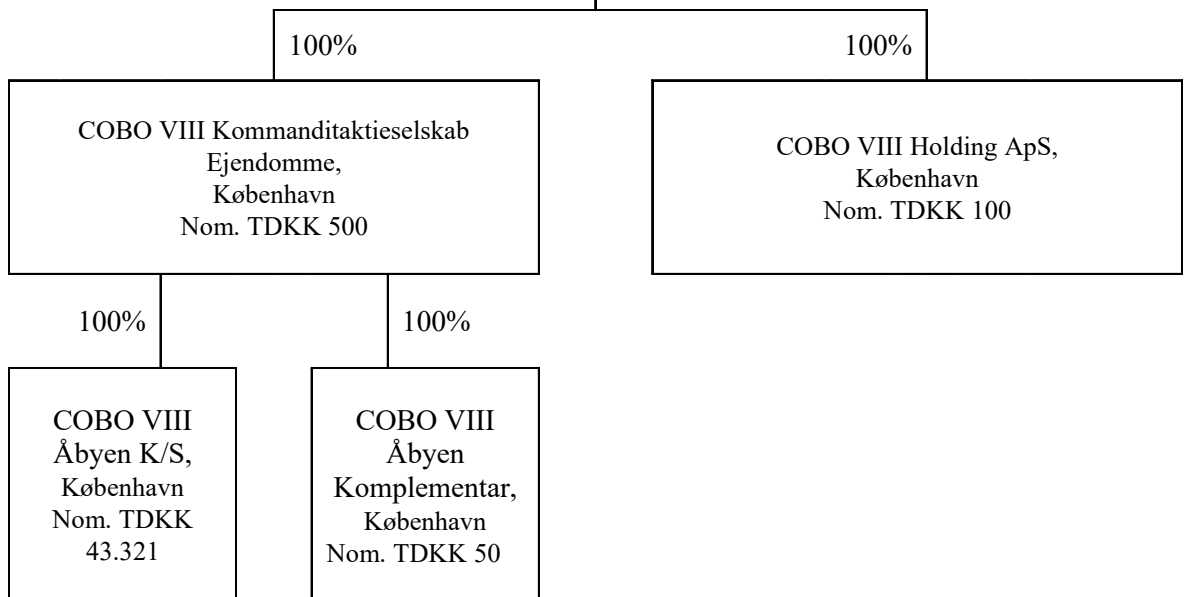 100%
100%
COBO VIII Kommanditaktieselskab
Ejendomme,
København
Nom. TDKK 500
COBO VIII Holding ApS,
København
Nom. TDKK 100
100%
100%
COBO VIII
Åbyen K/S,
København
Nom. TDKK
43.321
COBO VIII
Åbyen
Komplementar,
København
Nom. TDKK 50